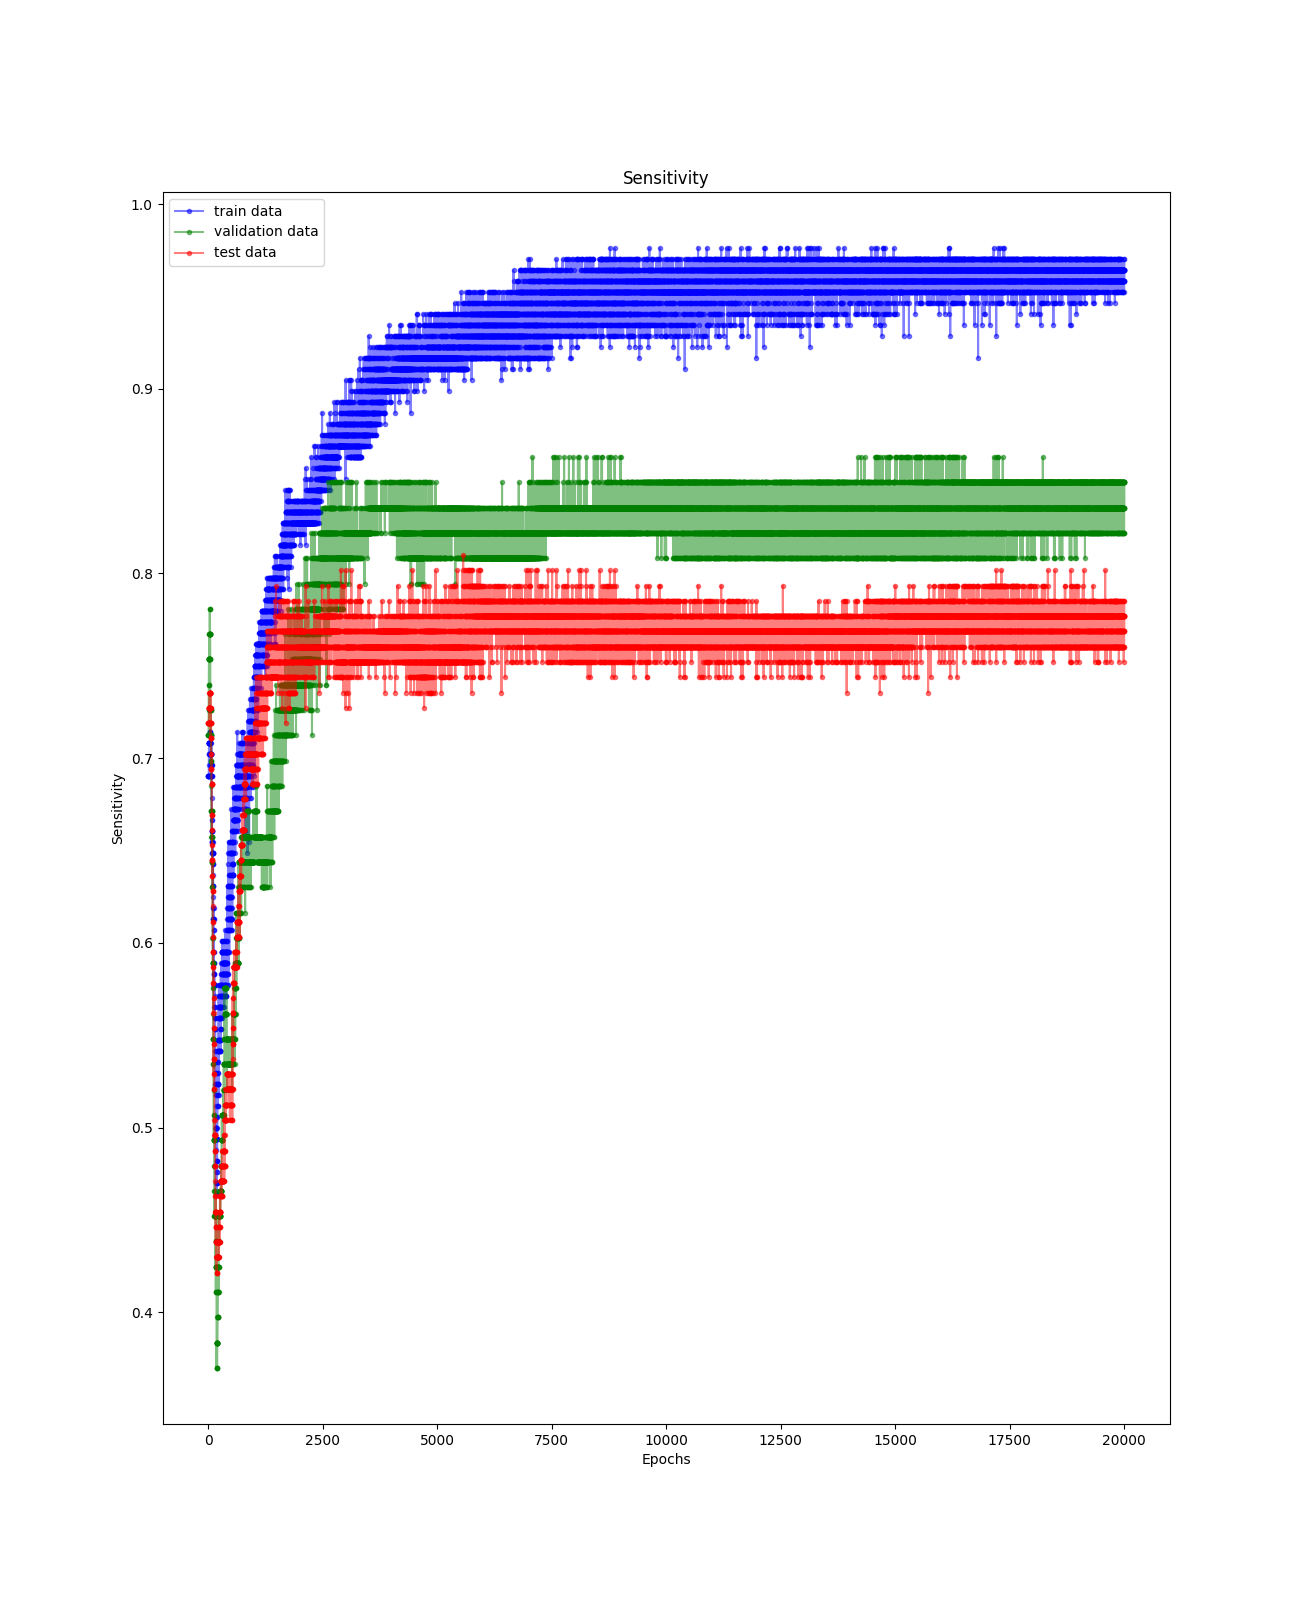 Sensitivity
train data
validation data
test data
1.0
0.9
0.8
0.7
0.6
0.5
0.4
Sensitivity
0 2500 5000 7500 10000 12500 15000 17500 20000
Epochs